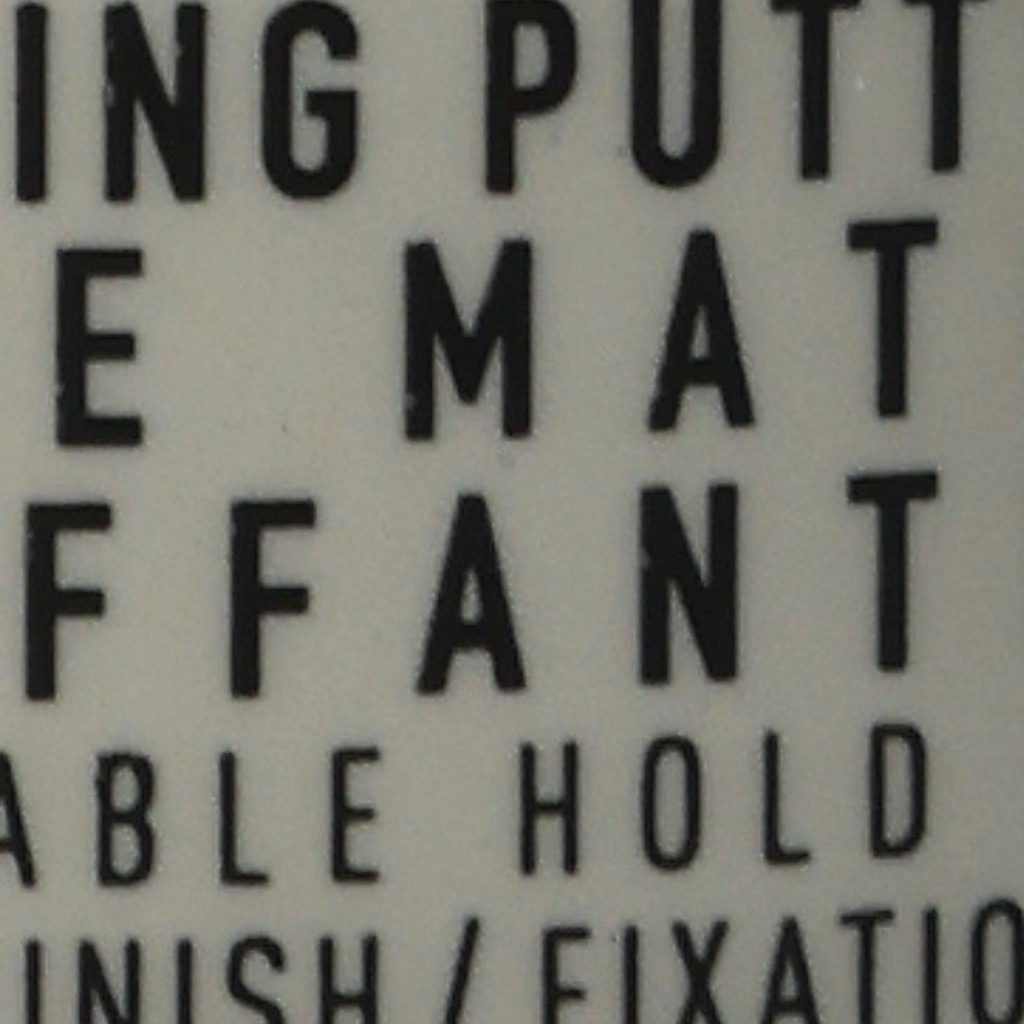 ING PUTT
E MAT
FFANT
ABLE HOLD
INISH / FIXATIO